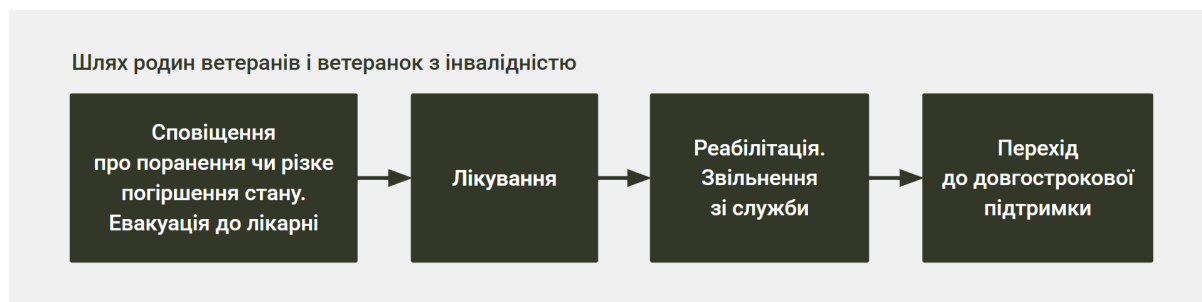 Шлях родин ветеранів і ветеранок з інвалідністю
Сповіщення
про поранення чи різке
погіршення стану.
Евакуація до лікарні
Лікування
Реабілітація.
Звільнення
зі служби
Перехід
до довгострокової
підтримки